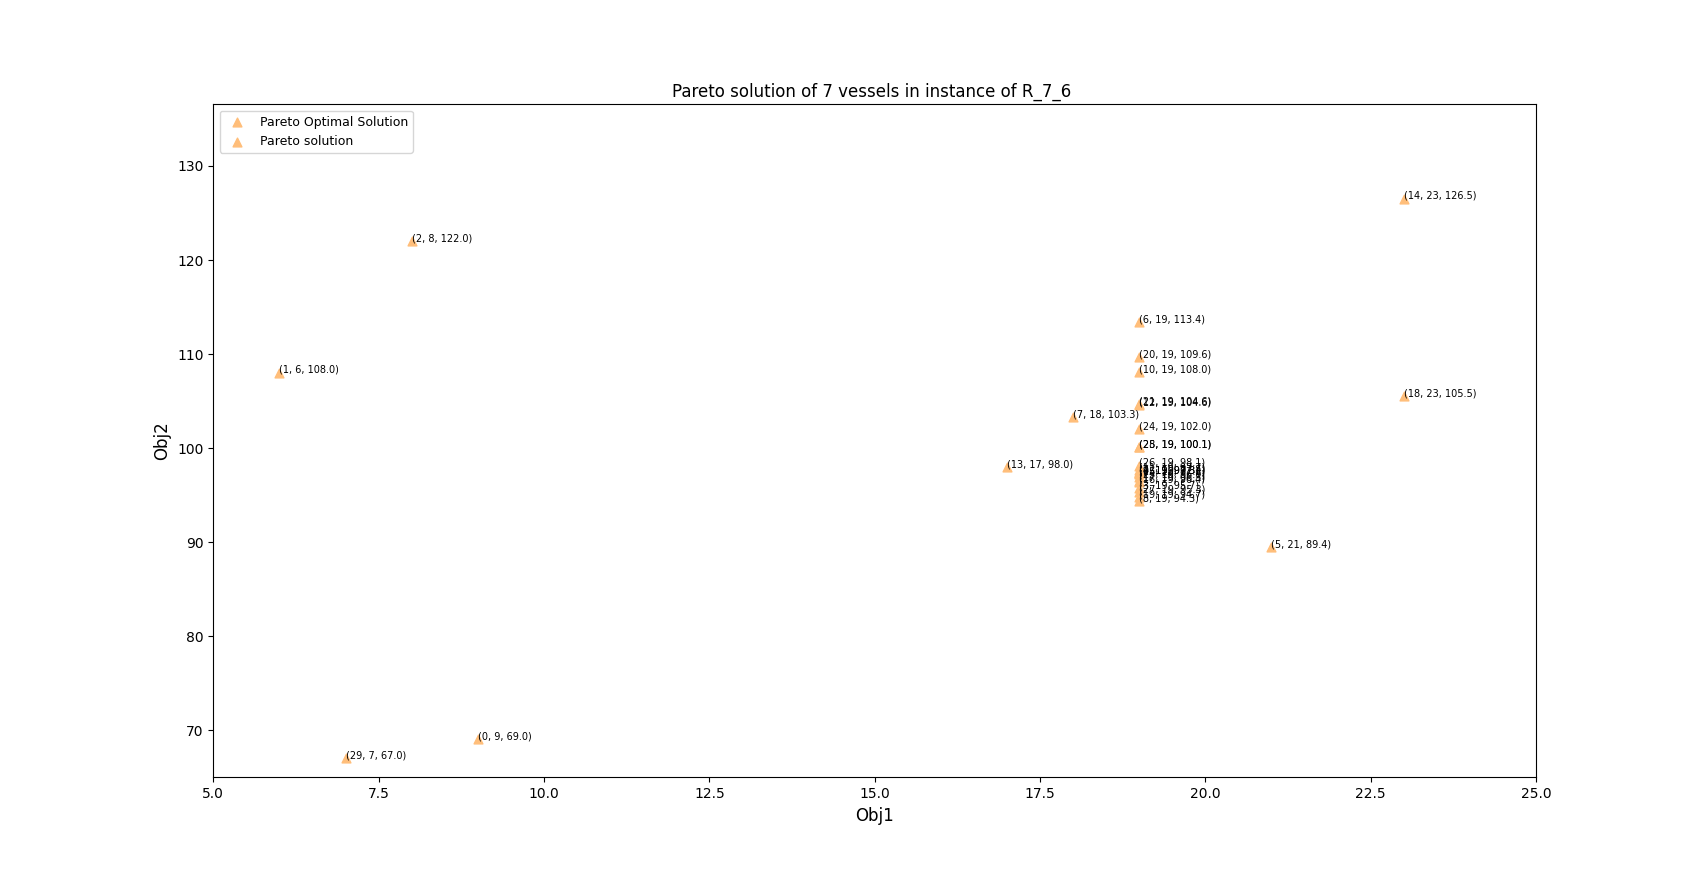 Pareto solution of 7 vessels in instance of R_7_6
Pareto Optimal Solution
Pareto solution
130
120
110
100
90
80
70
Obj2
(14, 23, 126.5)
(2, 8, 122.0)
(6, 19, 113.4)
(20, 19, 109.6)
(1, 6, 108.0)
(10, 19, 108.0)
(18, 23, 105.5)
19, 104.6)
(7, 18, 103.3)
(24, 19, 102.0)
19, 100.1)
(13, 17, 98.0)
(26, 19, 98.1)
(8, 19, 94.3)
(5, 21, 89.4)
(0, 9, 69.0)
(29, 7, 67.0)
5.0 7.5 10.0 12.5 15.0 17.5 20.0 22.5 25.0
Obj1